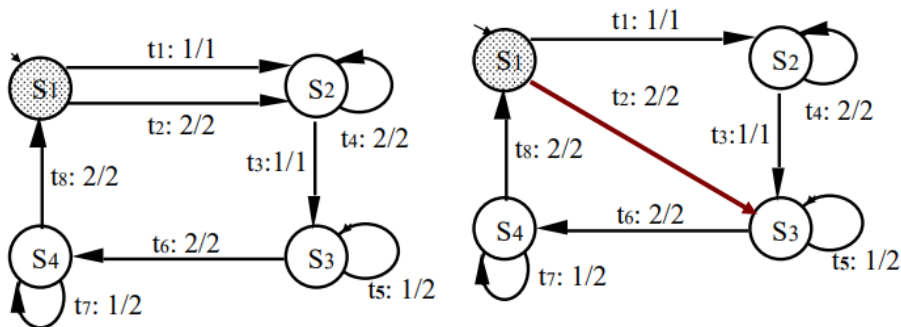 t1: 1/1
S1
S2
t2: 2/2
t4: 2/2
t3:1/1
t8: 2/2
t6: 2/2
S4
S3
t7: 1/2
t5: 1/2
t1: 1/1
S1
S2
t2: 2/2
t4: 2/2
t3:1/1
t8: 2/2
t6: 2/2
S4
S3
t5: 1/2
t7: 1/2